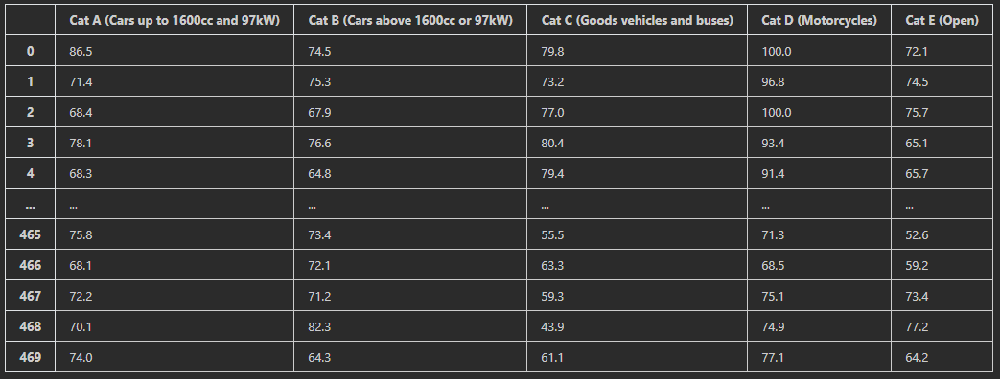 Cat A (Cars up to 1600cc and 97kW) Cat B (Cars above 1600cc or 97kW) Cat C (Goods vehicles and buses) Cat D (Motorcycles) Cat E (Open)
0 86.5 74.5 79.8 100.0 72.1
1 71.4 75.3 73.2 96.8 74.5
2 68.4 67.9 77.0 100.0 75.7
3 78.1 76.6 80.4 93.4 65.1
4 68.3 64.8 79.4 91.4 65.7
... ... ... ... ... ...
465 75.8 73.4 55.5 71.3 52.6
466 68.1 72.1 63.3 68.5 59.2
467 72.2 71.2 59.3 75.1 73.4
468 70.1 82.3 43.9 74.9 77.2
469 74.0 64.3 61.1 77.1 64.2